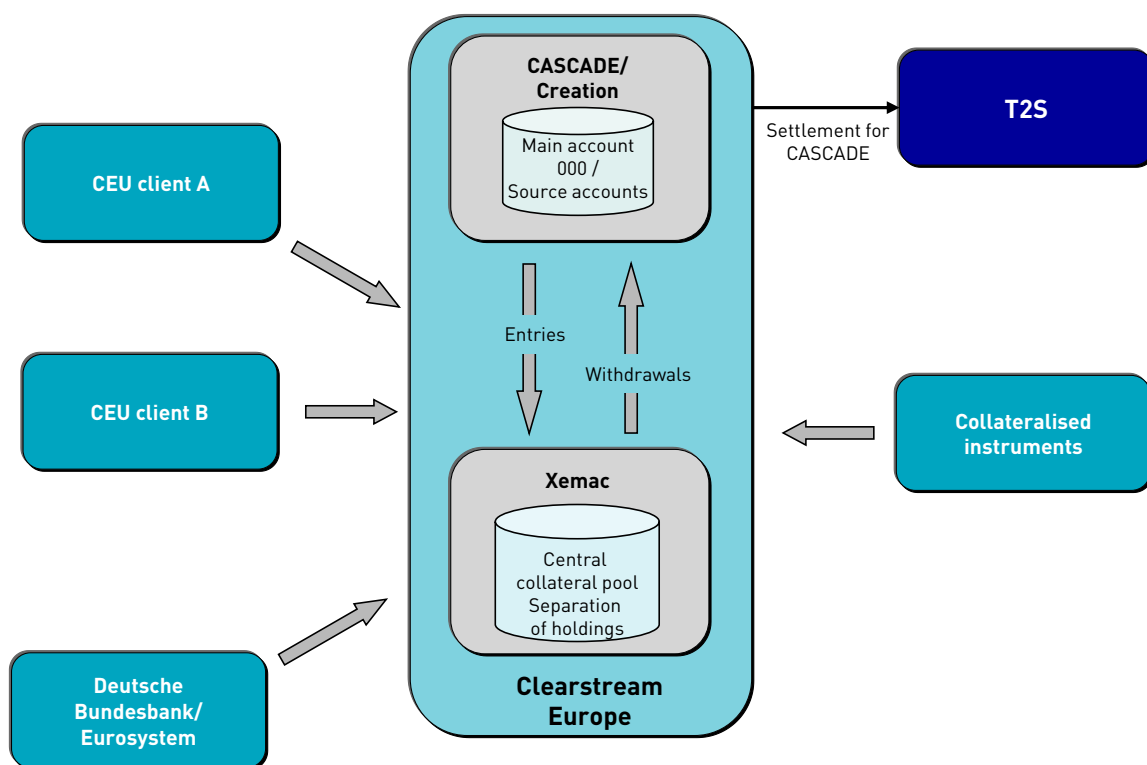 CASCADE/
Creation
Main account
000 /
Source accounts
T2S
Settlement for
CASCADE
CEU client A
Entries
Withdrawals
CEU client B
Collateralised
instruments
Xemac
Central
collateral pool
Separation
of holdings
Deutsche
Bundesbank/
Eurosystem
Clearstream
Europe